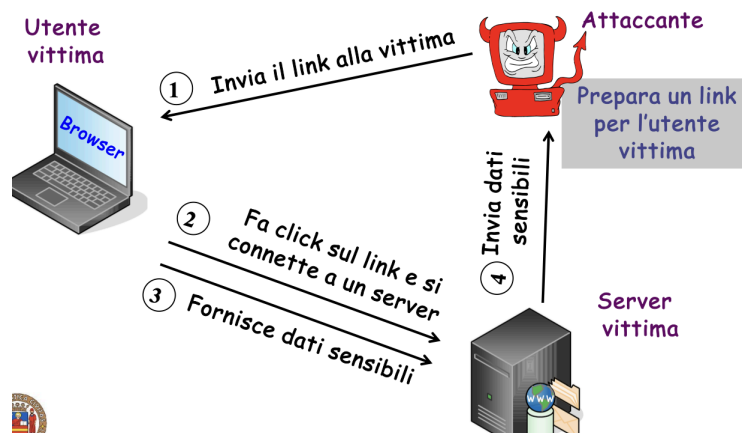 Utente
vittima
Browser
1
Invia il link alla vittima
Attaccante
Prepara un link
per l'utente
vittima
2
Fa click sul link e si
connette a un server
3
Fornisce dati sensibili
4
Invia dati
sensibili
Server
vittima
WWW